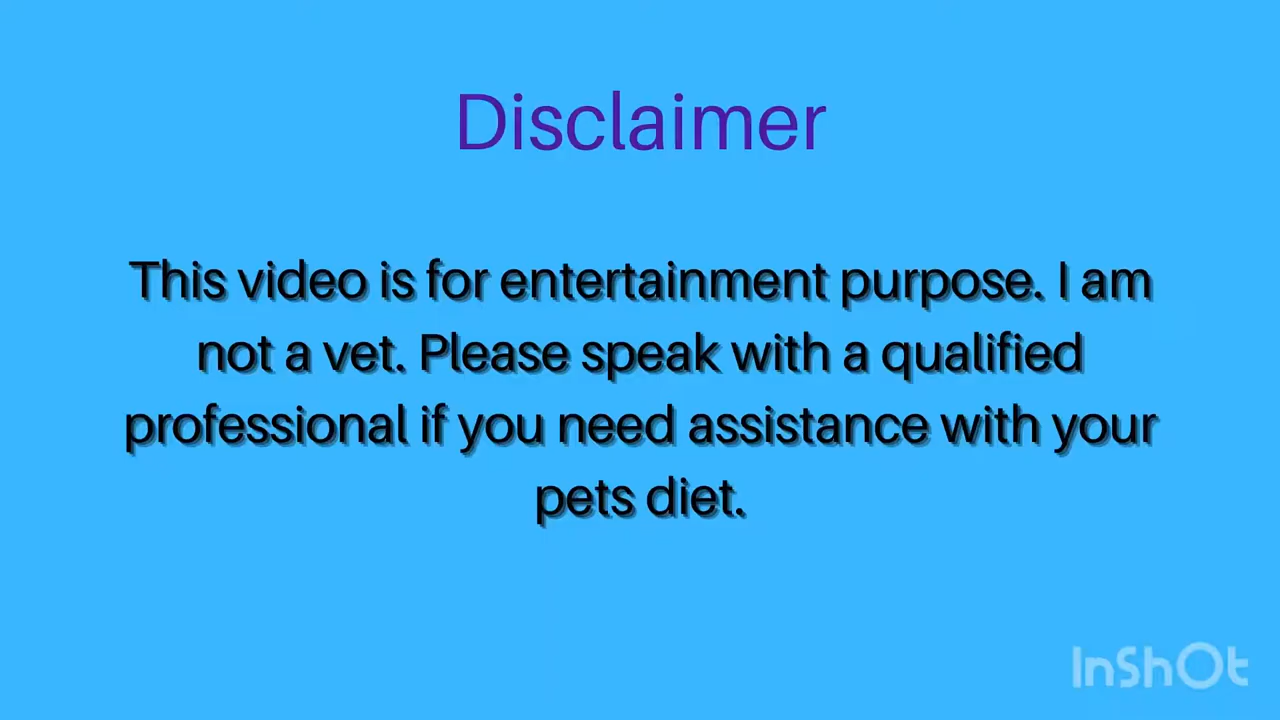 Disclaimer
This video is for entertainment purpose. I am
not a vet. Please speak with a qualified
professional if you need assistance with your
pets diet.
InShOt